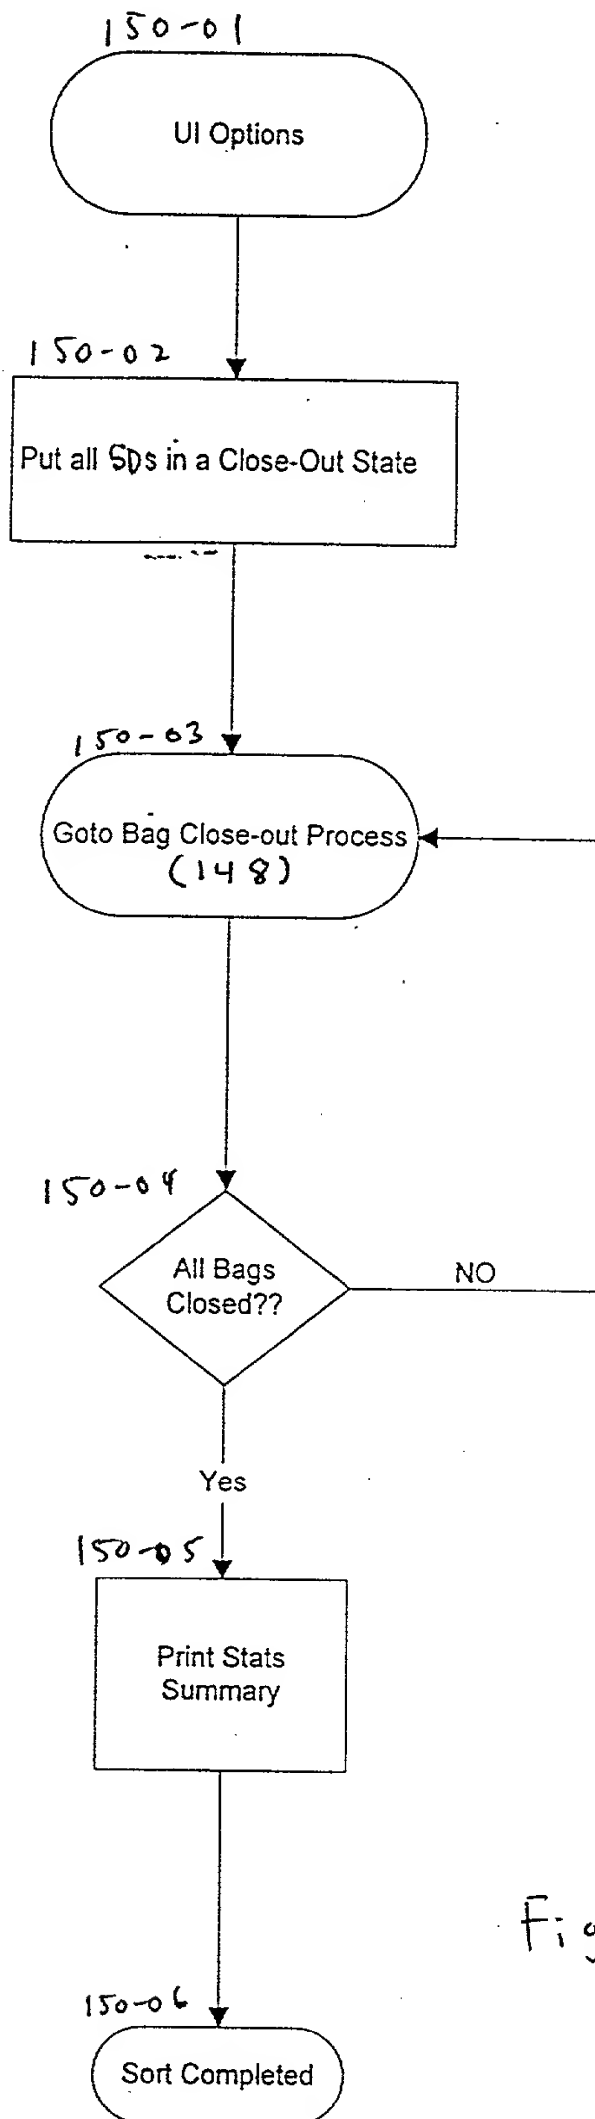 150-01
UI Options
150-02
Put all SDs in a Close-Out State
150-03
Goto Bag Close-out Process
(148)
150-04
All Bags
Closed??
NO
Yes
150-05
Print Stats
Summary
Fig
150-06
Sort Completed